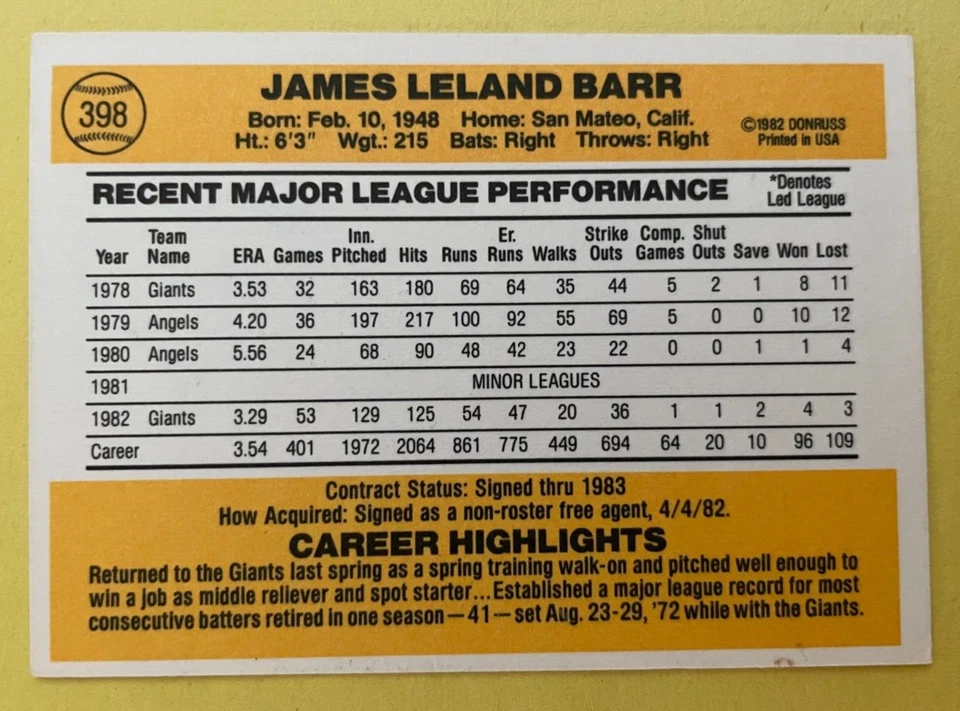 398
JAMES LELAND BARR
Born: Feb. 10, 1948 Home: San Mateo, Calif.
Ht.: 6'3" Wgt.: 215 Bats: Right Throws: Right
©1982 DONRUSS
Printed in USA
RECENT MAJOR LEAGUE PERFORMANCE
*Denotes
Led League
Year Team Name ERA Games Inn. Pitched Hits Runs Er. Runs Walks Strike Outs Comp. Games Shut Outs Save Won Lost
1978 Giants 3.53 32 163 180 69 64 35 44 5 2 1 8 11
1979 Angels 4.20 36 197 217 100 92 55 69 5 0 0 10 12
1980 Angels 5.56 24 68 90 48 42 23 22 0 0 1 1 4
1981 MINOR LEAGUES
1982 Giants 3.29 53 129 125 54 47 20 36 1 1 2 4 3
Career 3.54 401 1972 2064 861 775 449 694 64 20 10 96 109
Contract Status: Signed thru 1983
How Acquired: Signed as a non-roster free agent, 4/4/82.
CAREER HIGHLIGHTS
Returned to the Giants last spring as a spring training walk-on and pitched well enough to
win a job as middle reliever and spot starter...Established a major league record for most
consecutive batters retired in one season—41—set Aug. 23-29, '72 while with the Giants.